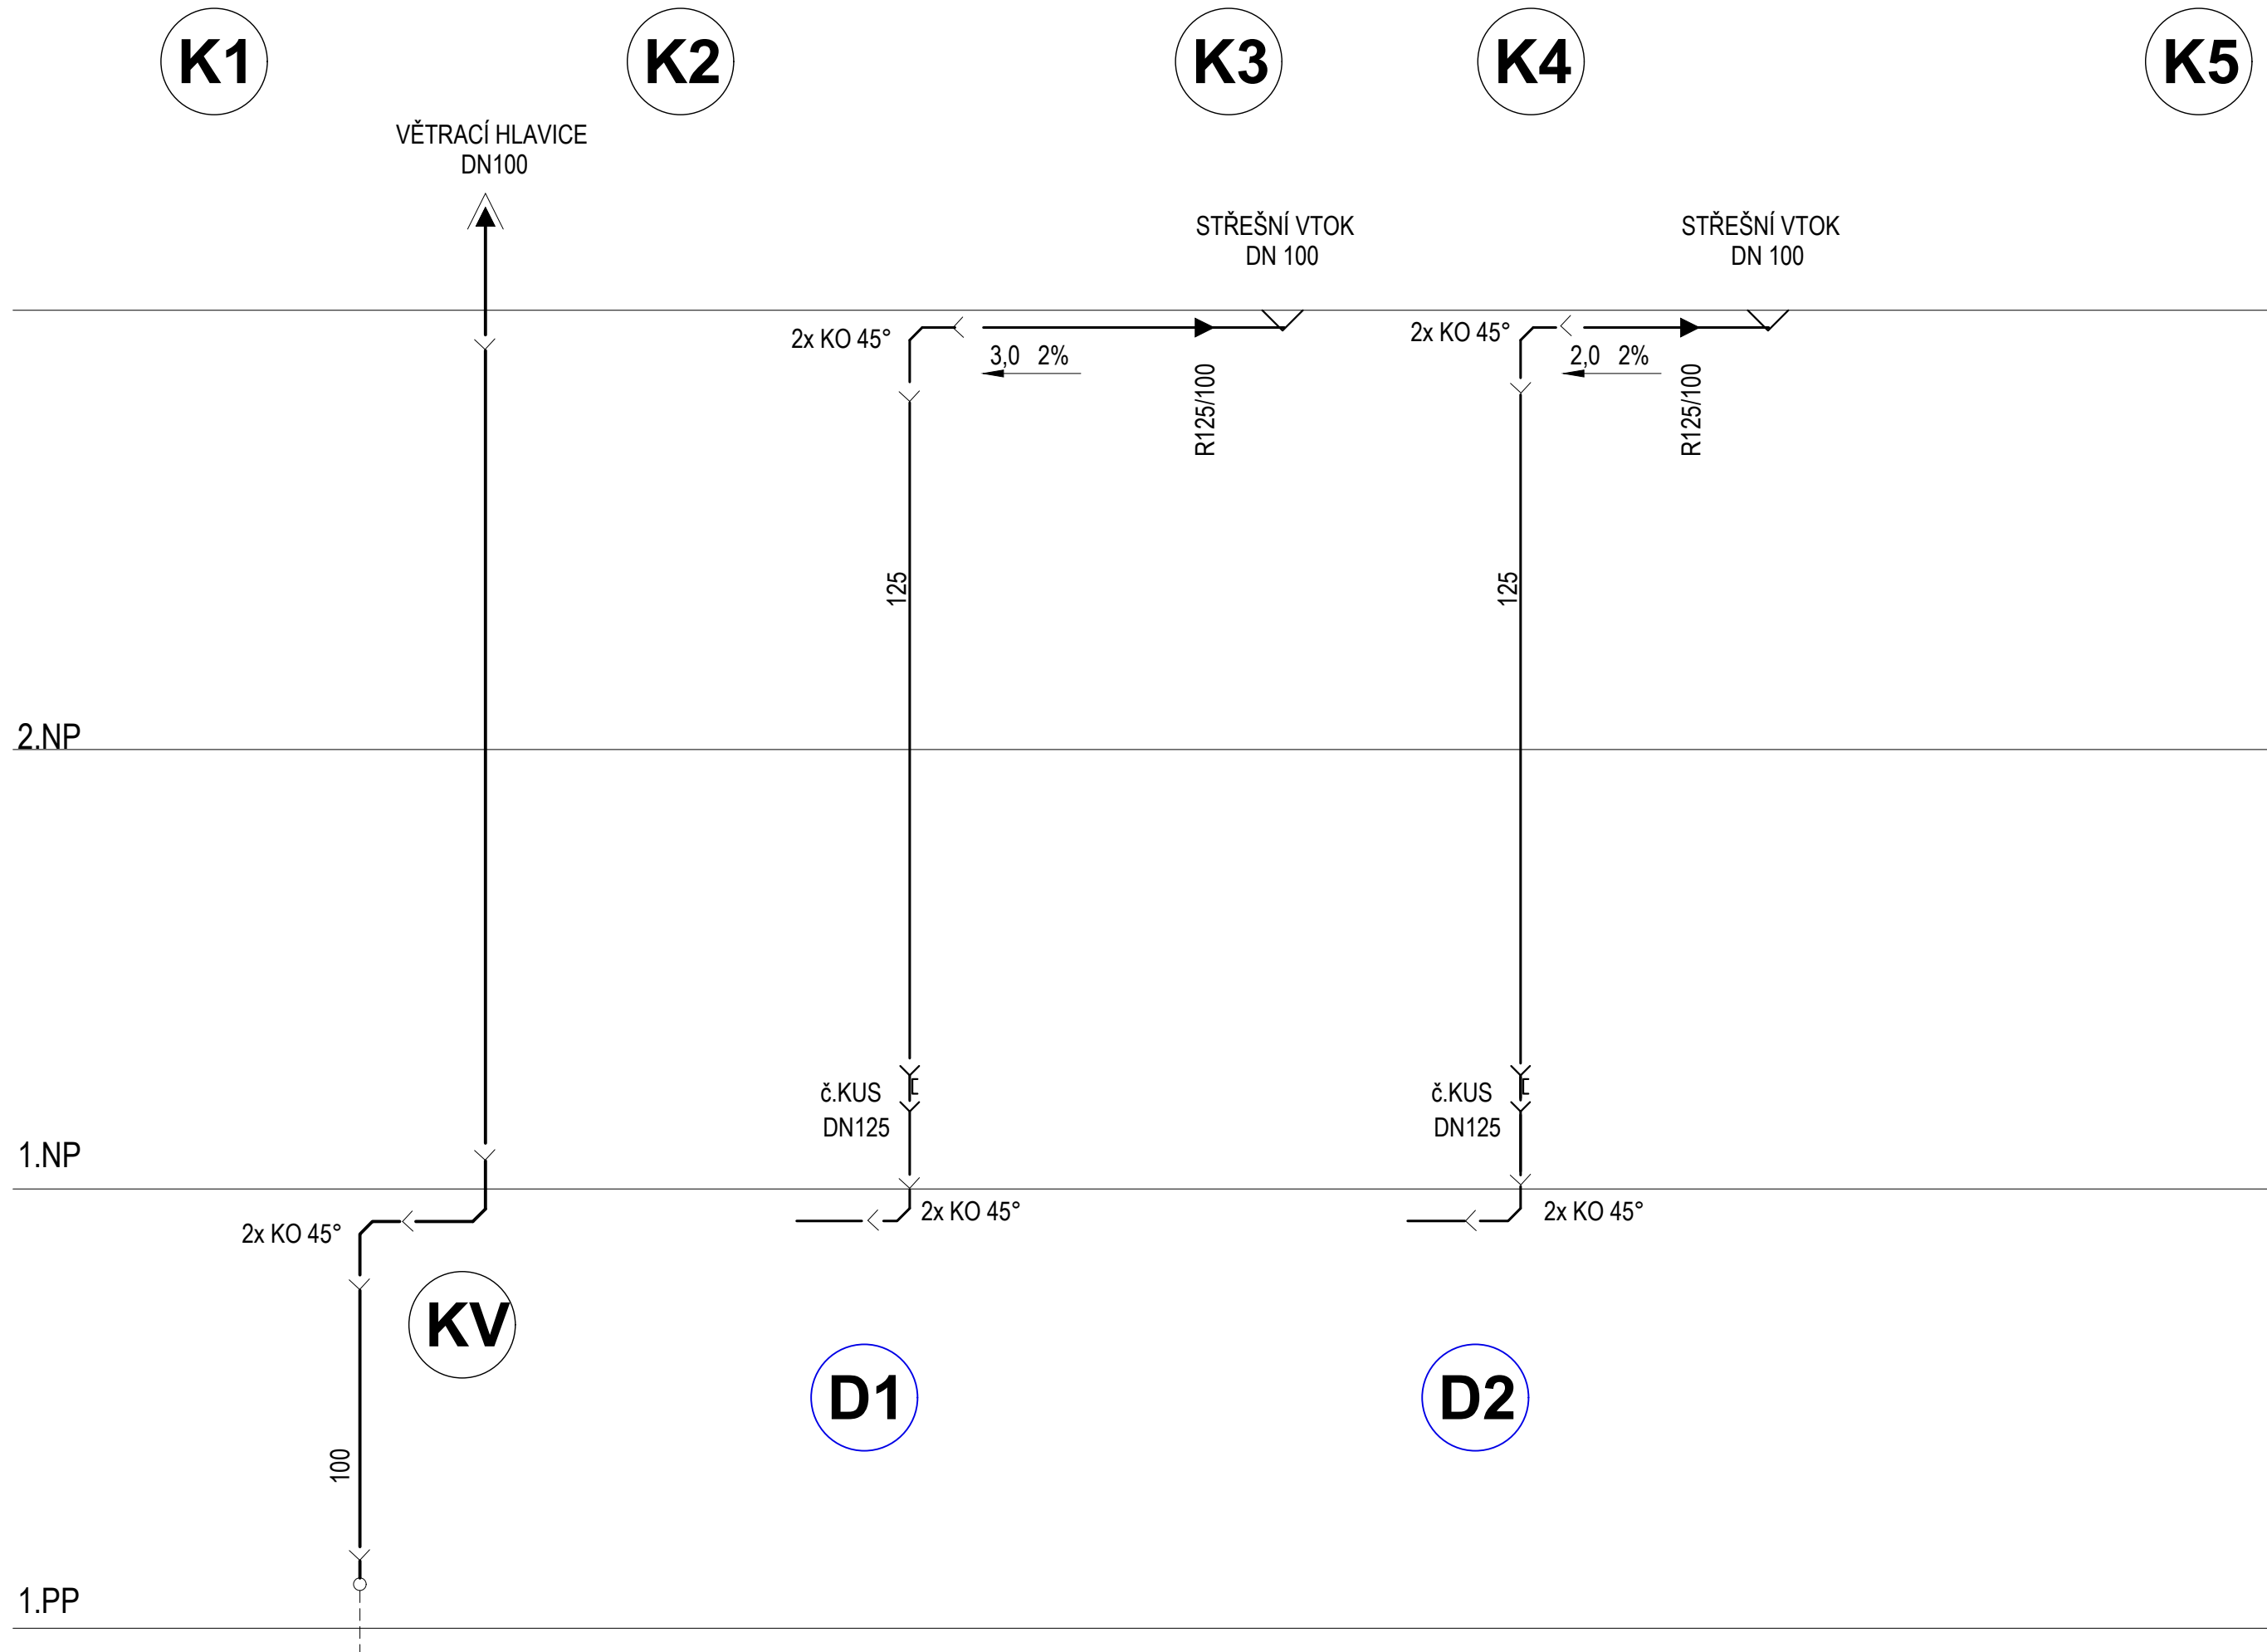 K1
K2
K3
K4
K5
VĚTRACÍ HLAVICE
DN100
STŘEŠNÍ VTOK
DN 100
STŘEŠNÍ VTOK
DN 100
2x KO 45°
3,0 2%
R125/100
2x KO 45°
2,0 2%
R125/100
125
125
2.NP
č.KUS
DN125
č.KUS
DN125
1.NP
2x KO 45°
2x KO 45°
2x KO 45°
KV
D1
D2
100
1.PP